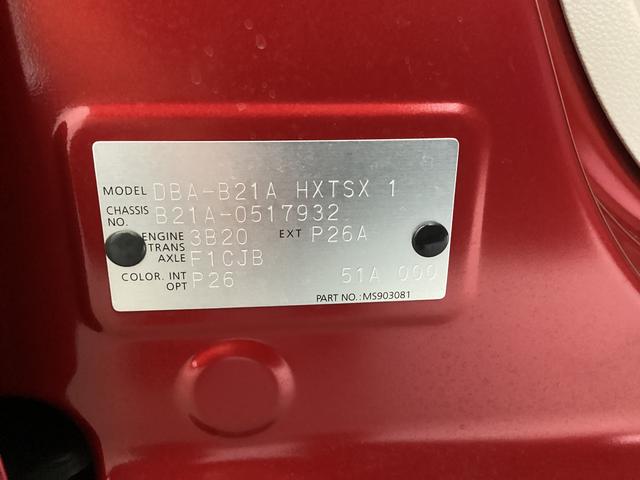 MODEL DBA-B21A HXTSX 1
CHASSIS NO. B21A-0517932
ENGINE 3B20 EXT P26A
TRANS AXLE F1CJB
COLOR. INT OPT P26 51A 000
PART NO.:MS903081